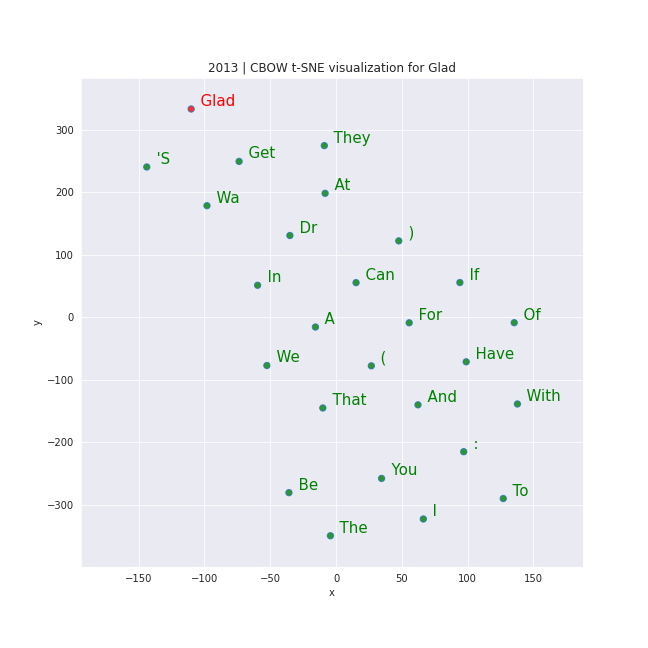 2013 | CBOW t-SNE visualization for Glad
Glad
They
'S
Get
At
Wa
Dr
)
In
Can
If
A
For
Of
We
(
Have
That
And
With
:
You
Be
To
I
The
300
200
100
0
−100
−200
−300
y
−150
−100
−50
0
50
100
150
x